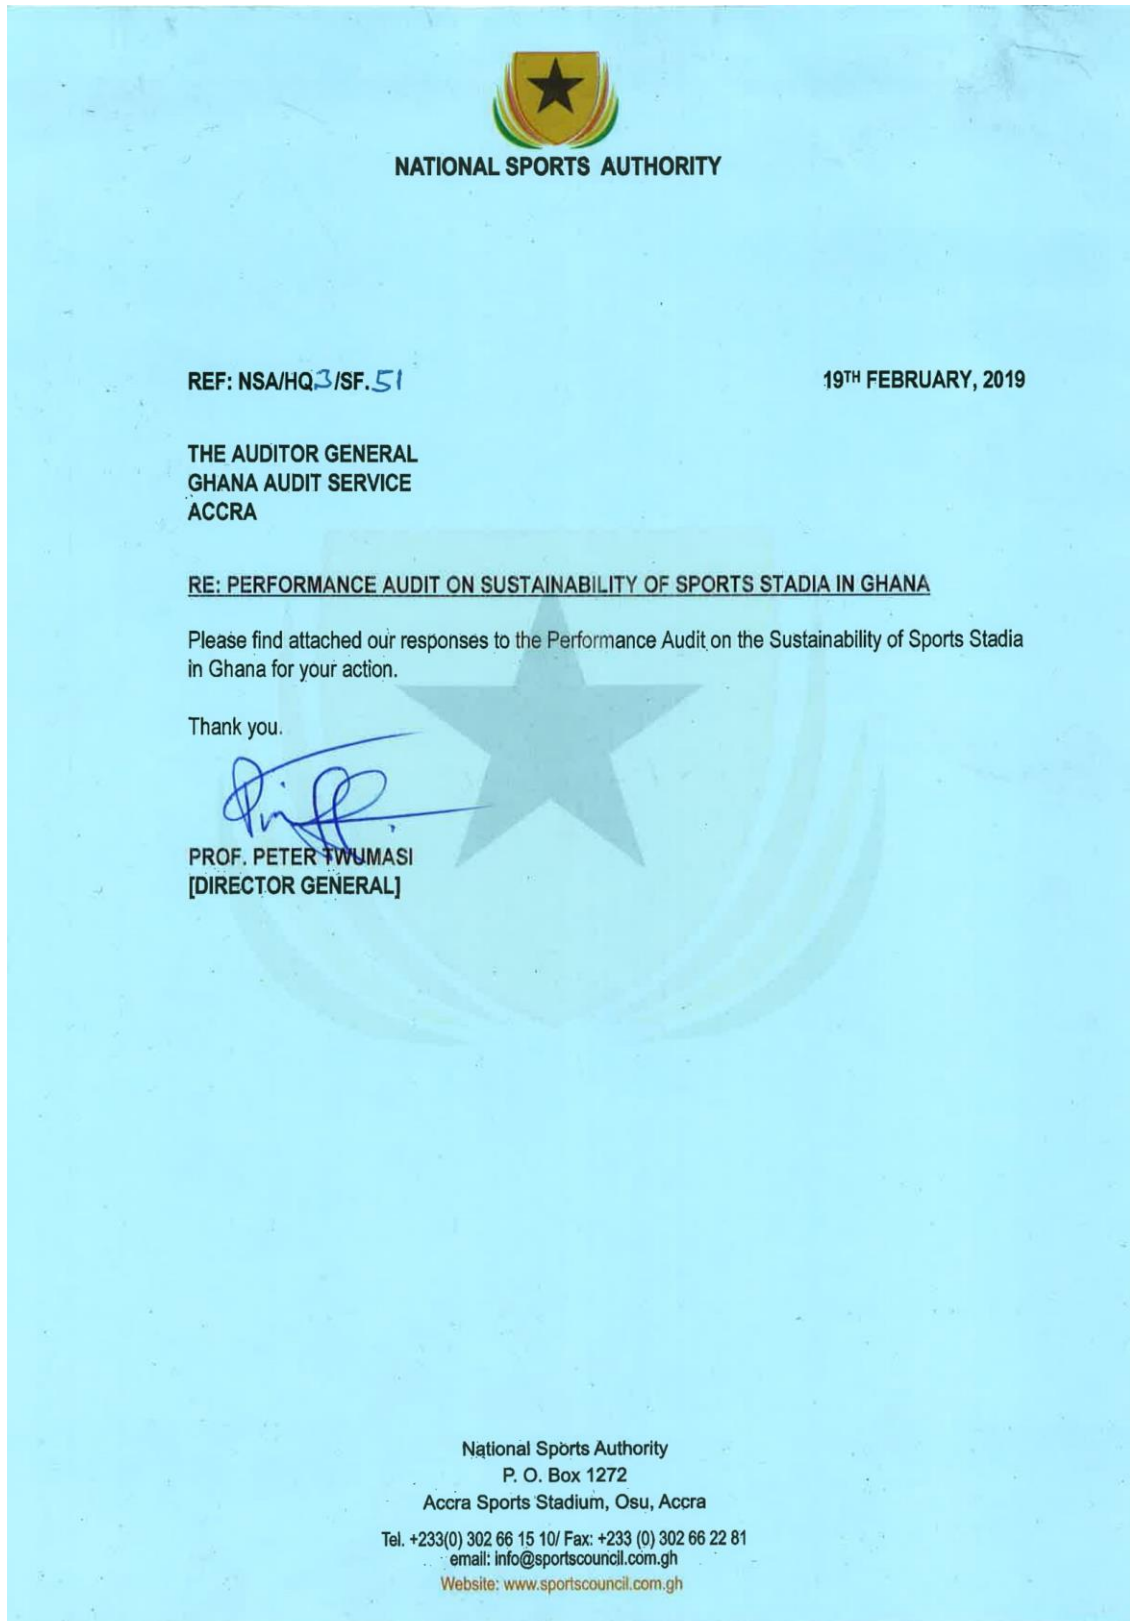 NATIONAL SPORTS AUTHORITY
REF: NSA/HQ3/SF.51
19TH FEBRUARY, 2019
THE AUDITOR GENERAL
GHANA AUDIT SERVICE
ACCRA
RE: PERFORMANCE AUDIT ON SUSTAINABILITY OF SPORTS STADIA IN GHANA
Please find attached our responses to the Performance Audit on the Sustainability of Sports Stadia
in Ghana for your action.
Thank you.
PROF. PETER TWUMASI
[DIRECTOR GENERAL]
National Sports Authority
P. O. Box 1272
Accra Sports Stadium, Osu, Accra
Tel. +233(0) 302 66 15 10/ Fax: +233 (0) 302 66 22 81
email: info@sportscouncil.com.gh
Website: www.sportscouncil.com.gh